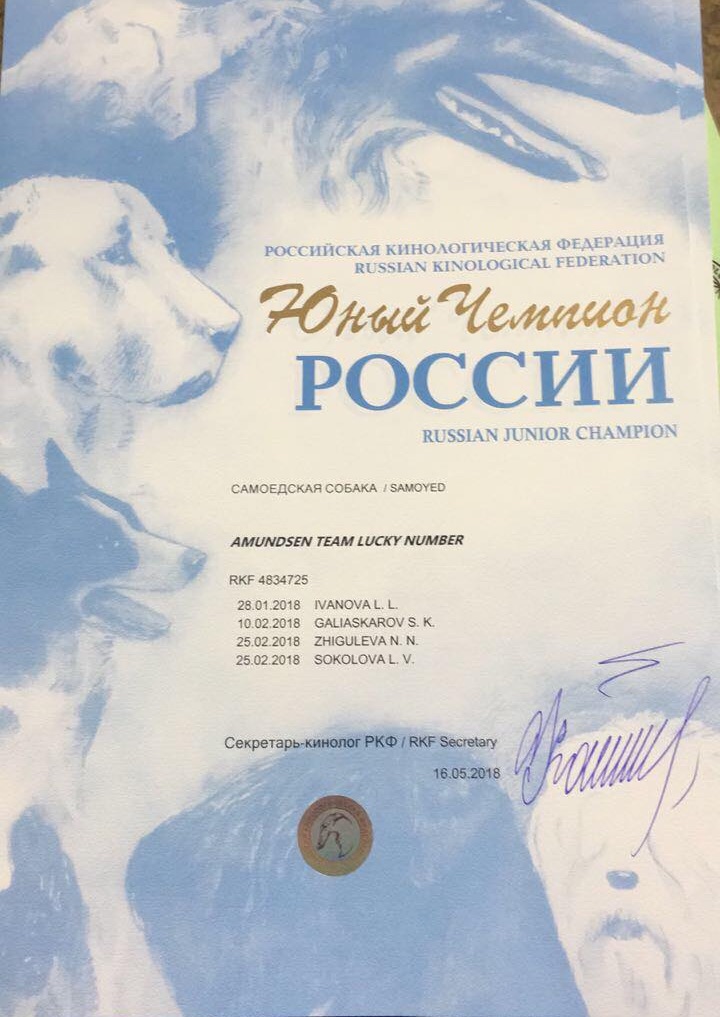 РОССИЙСКАЯ КИНОЛОГИЧЕСКАЯ ФЕДЕРАЦИЯ
RUSSIAN KINOLOGICAL FEDERATION
Юный Чемпион
РОССИИ
RUSSIAN JUNIOR CHAMPION
САМОЕДСКАЯ СОБАКА / SAMOYED
AMUNDSEN TEAM LUCKY NUMBER
RKF 4834725
28.01.2018 IVANOVA L. L.
10.02.2018 GALIASKAROV S. K.
25.02.2018 ZHIGULEVA N. N.
25.02.2018 SOKOLOVA L. V.
Секретарь-кинолог РКФ / RKF Secretary
16.05.2018